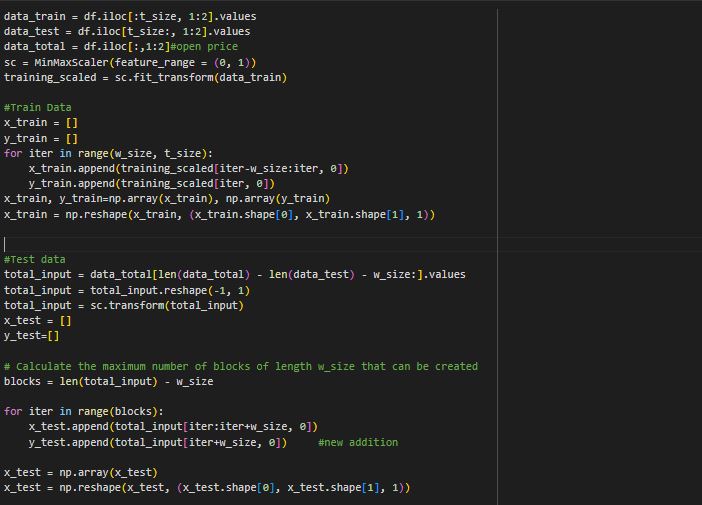 data_train = df.iloc[:t_size, 1:2].values
data_test = df.iloc[t_size:, 1:2].values
data_total = df.iloc[:,1:2]#open price
sc = MinMaxScaler(feature_range = (0, 1))
training_scaled = sc.fit_transform(data_train)
#Train Data
x_train = []
y_train = []
for iter in range(w_size, t_size):
    x_train.append(training_scaled[iter-w_size:iter, 0])
    y_train.append(training_scaled[iter, 0])
x_train, y_train=np.array(x_train), np.array(y_train)
x_train = np.reshape(x_train, (x_train.shape[0], x_train.shape[1], 1))
#Test data
total_input = data_total[len(data_total) - len(data_test) - w_size:].values
total_input = total_input.reshape(-1, 1)
total_input = sc.transform(total_input)
x_test = []
y_test=[]
# Calculate the maximum number of blocks of length w_size that can be created
blocks = len(total_input) - w_size
for iter in range(blocks):
    x_test.append(total_input[iter:iter+w_size, 0])
    y_test.append(total_input[iter+w_size, 0])     #new addition
x_test = np.array(x_test)
x_test = np.reshape(x_test, (x_test.shape[0], x_test.shape[1], 1))